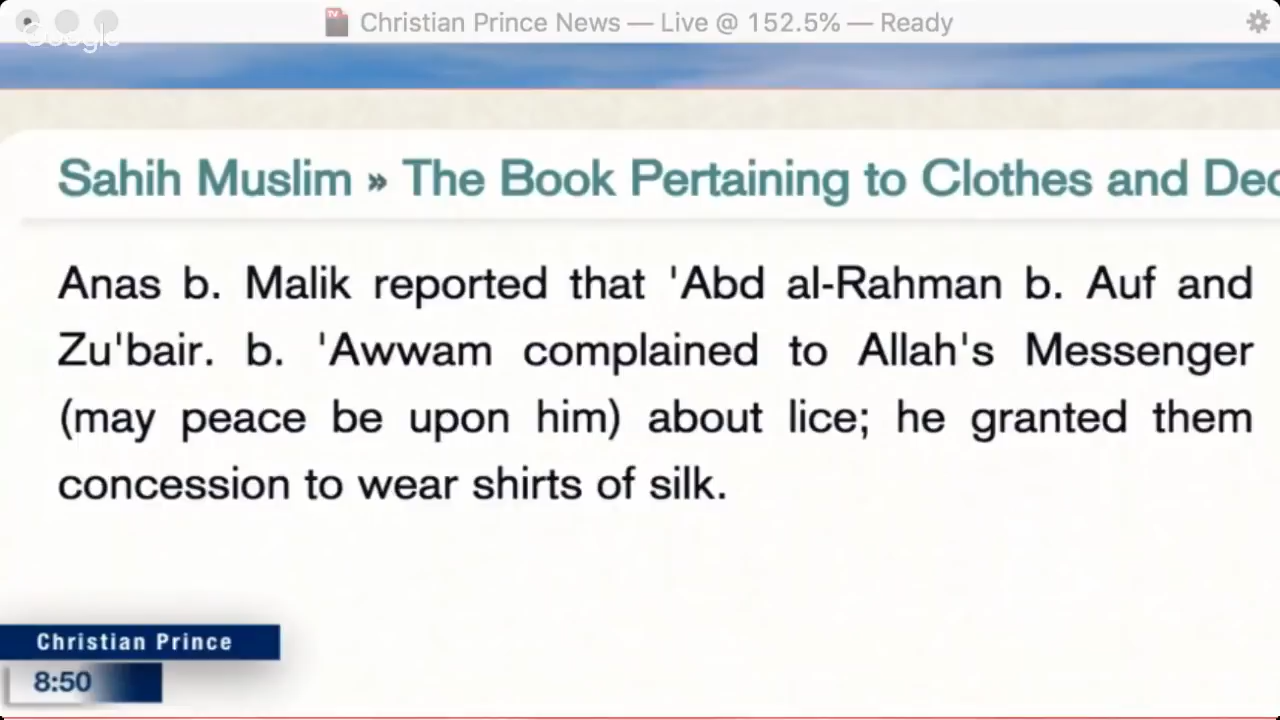 Christian Prince News — Live @ 152.5% — Ready
Google
Sahih Muslim » The Book Pertaining to Clothes and Dec
Anas b. Malik reported that 'Abd al-Rahman b. Auf and
Zu'bair. b. 'Awwam complained to Allah's Messenger
(may peace be upon him) about lice; he granted them
concession to wear shirts of silk.
Christian Prince
8:50